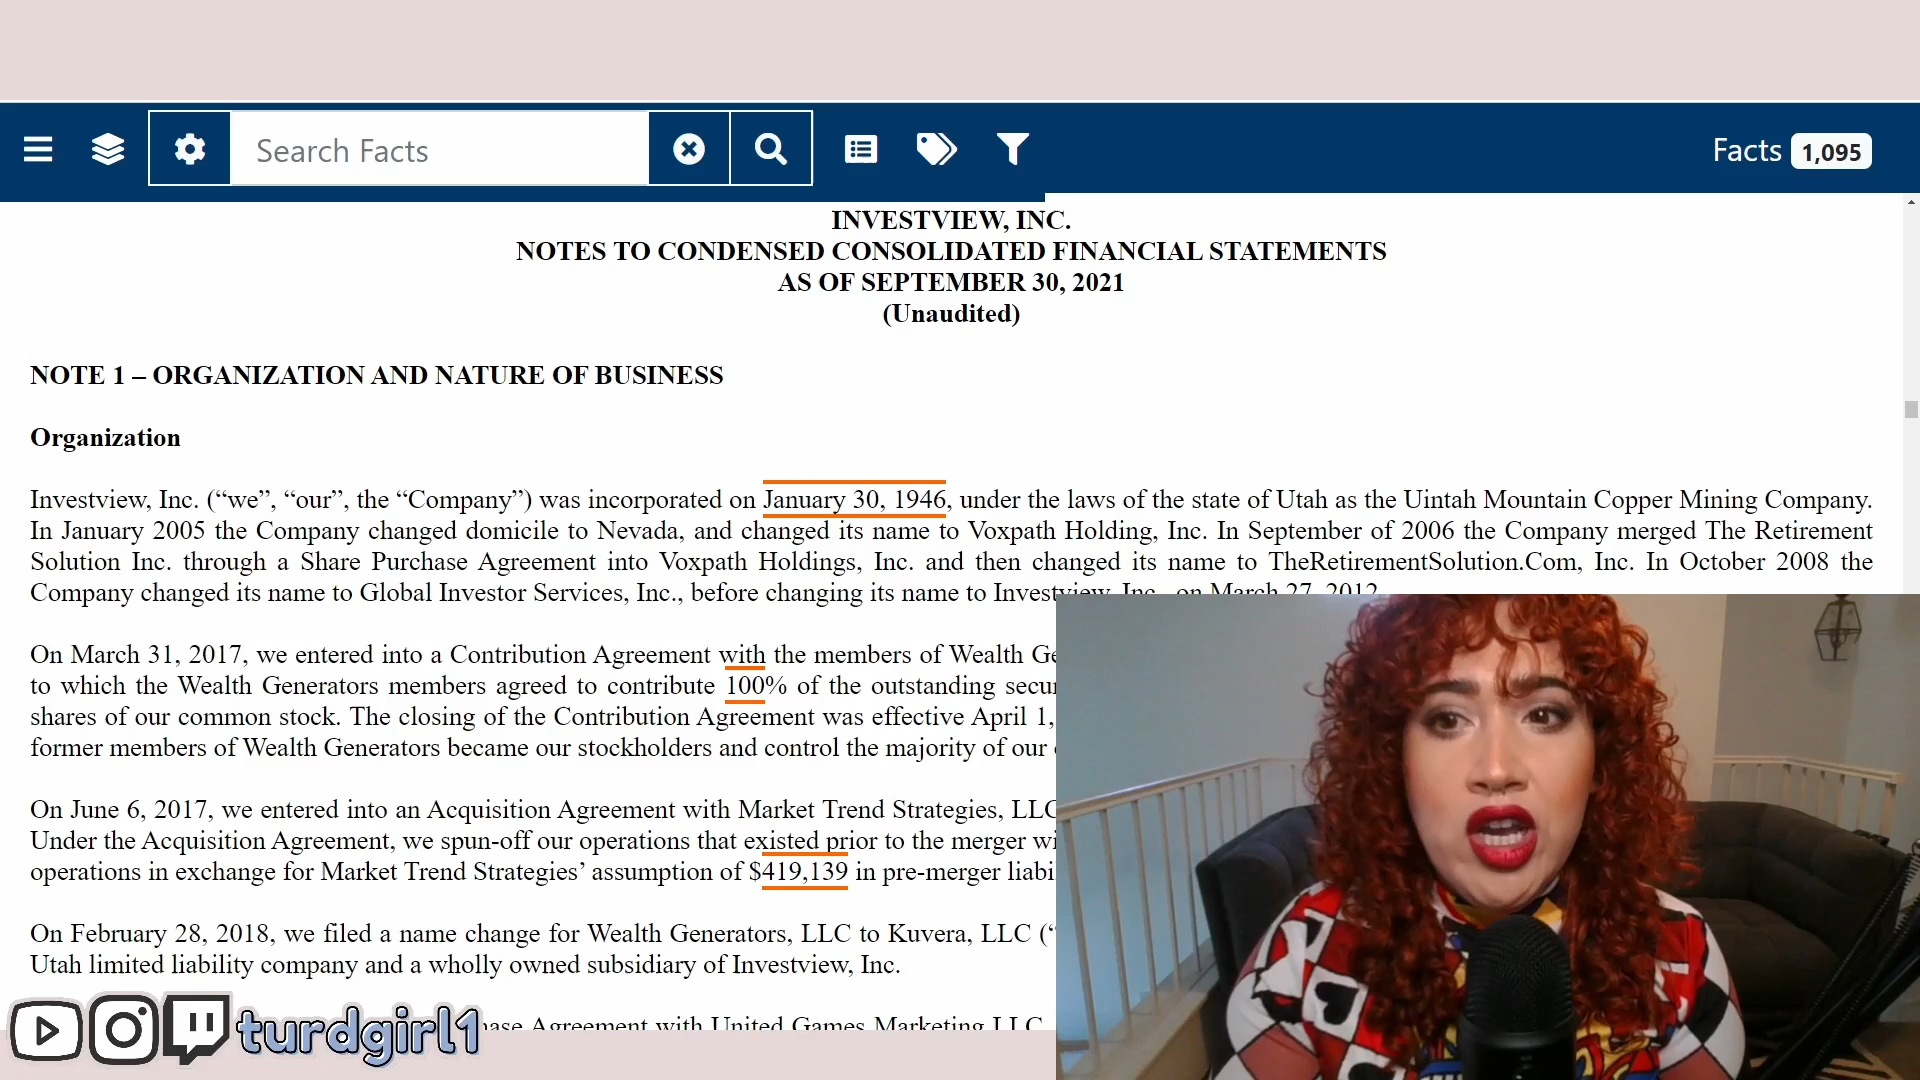 Search Facts
Facts 1,095
INVESTVIEW, INC.
NOTES TO CONDENSED CONSOLIDATED FINANCIAL STATEMENTS
AS OF SEPTEMBER 30, 2021
(Unaudited)
NOTE 1 – ORGANIZATION AND NATURE OF BUSINESS
Organization
Investview, Inc. (“we”, “our”, the “Company”) was incorporated on January 30, 1946, under the laws of the state of Utah as the Uintah Mountain Copper Mining Company.
In January 2005 the Company changed domicile to Nevada, and changed its name to Voxpath Holding, Inc. In September of 2006 the Company merged The Retirement
Solution Inc. through a Share Purchase Agreement into Voxpath Holdings, Inc. and then changed its name to TheRetirementSolution.Com, Inc. In October 2008 the
Company changed its name to Global Investor Services, Inc., before changing its name to Investview, Inc., on March 27, 2012.
On March 31, 2017, we entered into a Contribution Agreement with the members of Wealth Ge
to which the Wealth Generators members agreed to contribute 100% of the outstanding secu
shares of our common stock. The closing of the Contribution Agreement was effective April 1,
former members of Wealth Generators became our stockholders and control the majority of our
On June 6, 2017, we entered into an Acquisition Agreement with Market Trend Strategies, LLC
Under the Acquisition Agreement, we spun-off our operations that existed prior to the merger wi
operations in exchange for Market Trend Strategies’ assumption of $419,139 in pre-merger liabi
On February 28, 2018, we filed a name change for Wealth Generators, LLC to Kuvera, LLC (“
Utah limited liability company and a wholly owned subsidiary of Investview, Inc.
hase Agreement with United Games Marketing LLC
turdgirl1